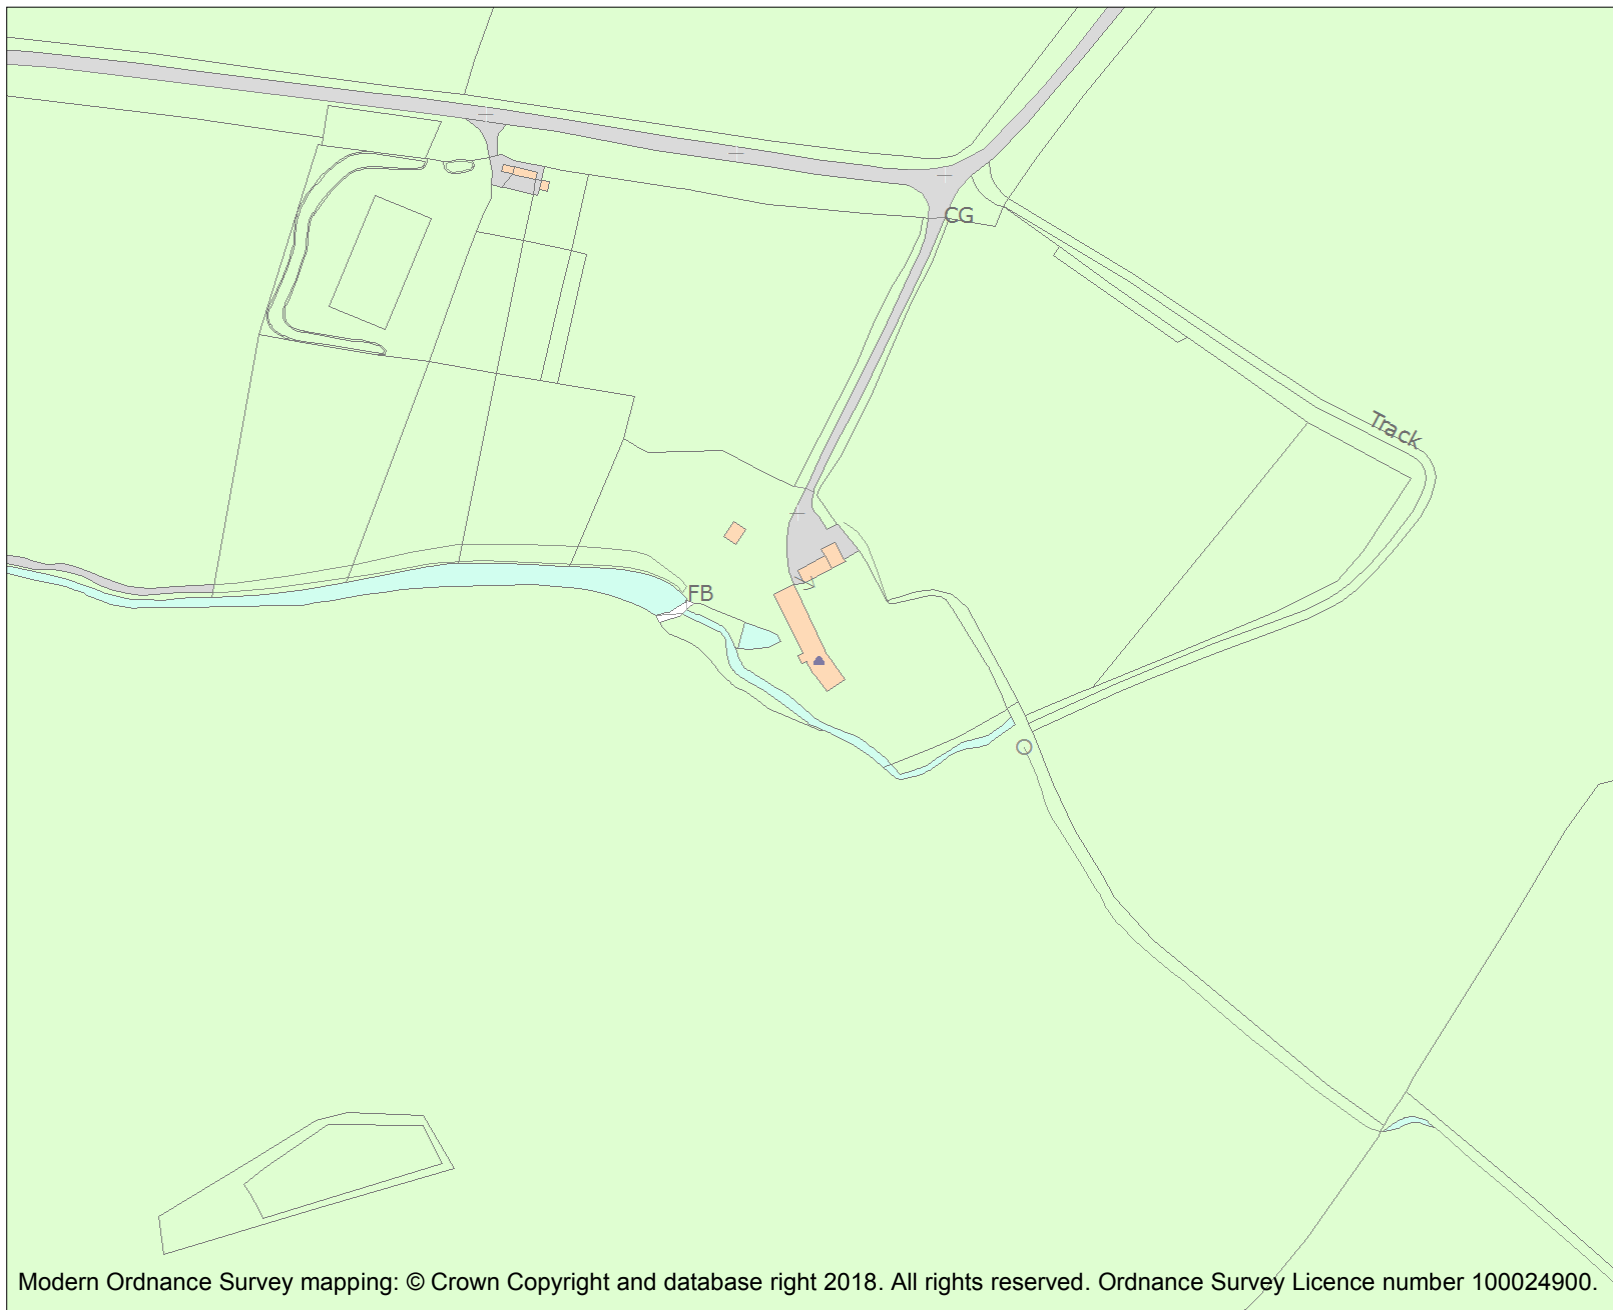 CG
Track
FB
Modern Ordnance Survey mapping: © Crown Copyright and database right 2018. All rights reserved. Ordnance Survey Licence number 100024900.